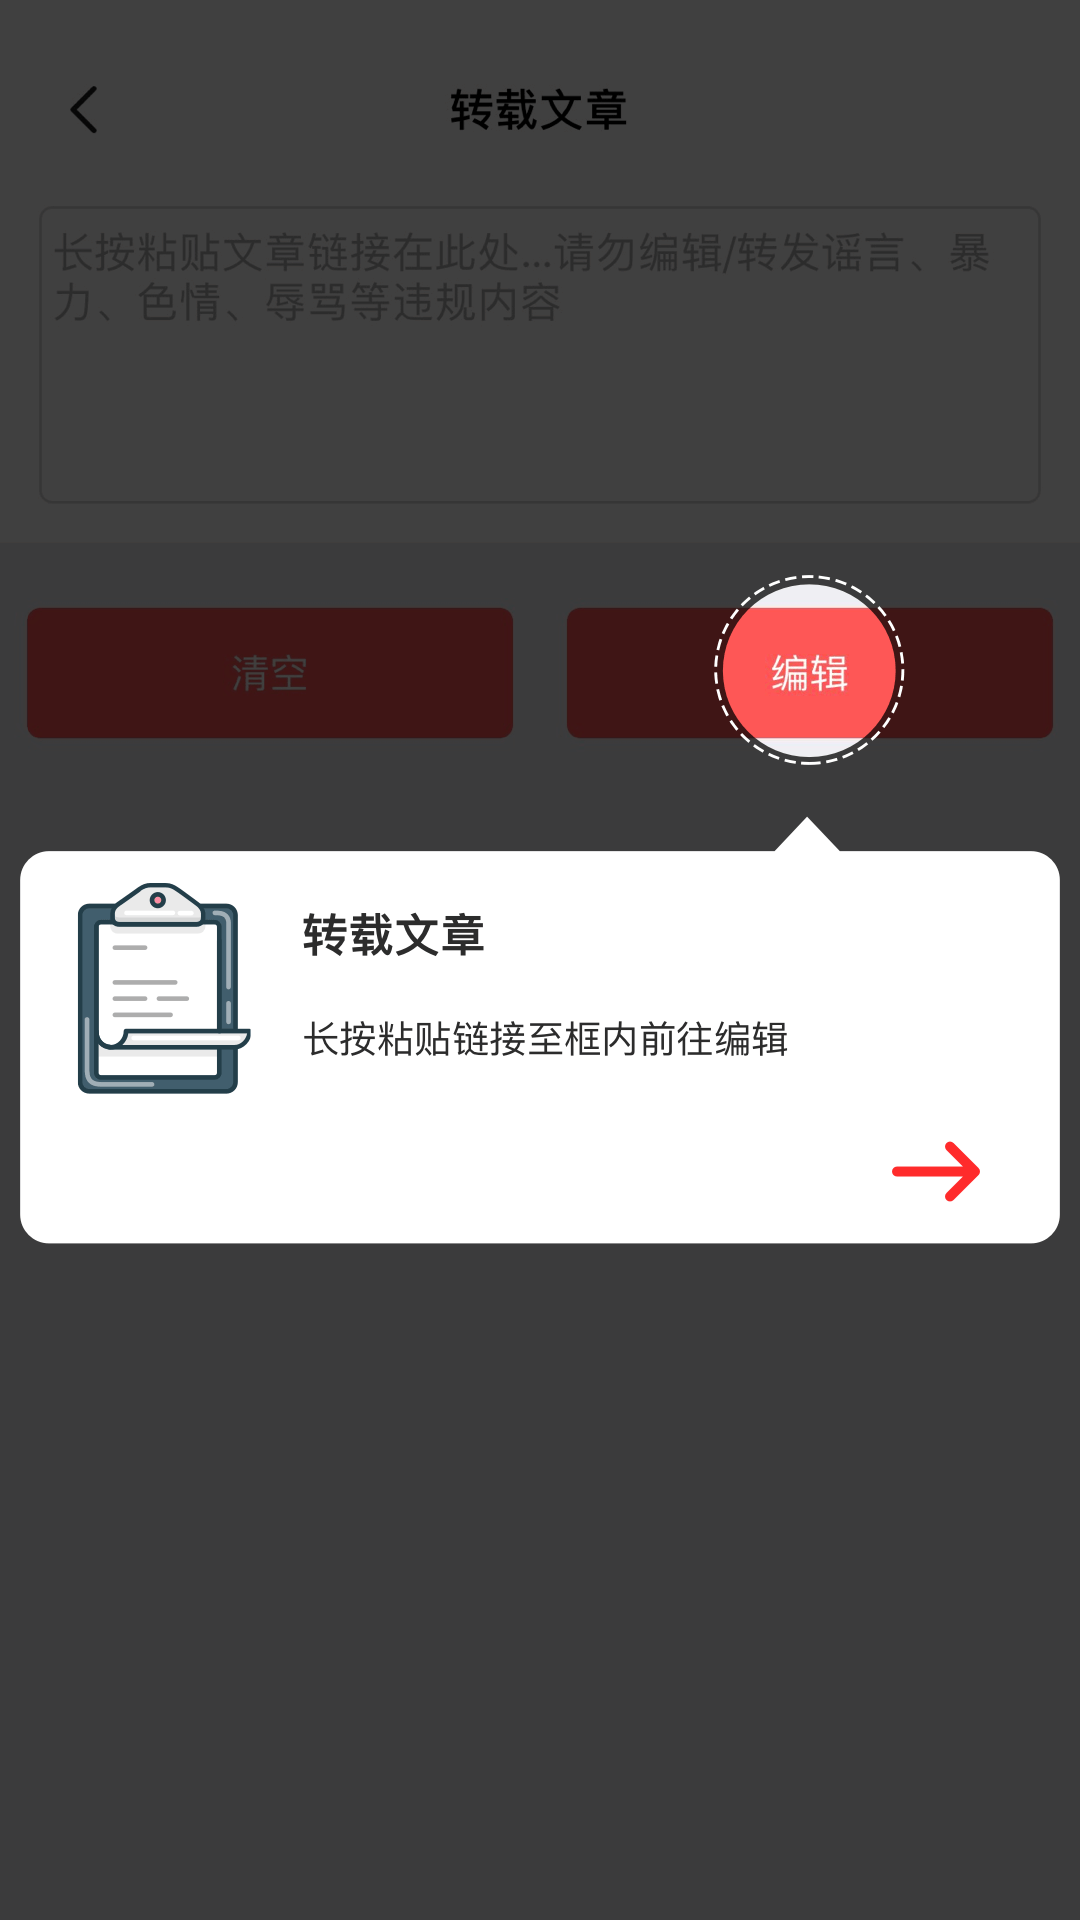 转载文章
长按粘贴文章链接在此处...请勿编辑/转发谣言、暴
力、色情、辱骂等违规内容
清空
编辑
转载文章
长按粘贴链接至框内前往编辑